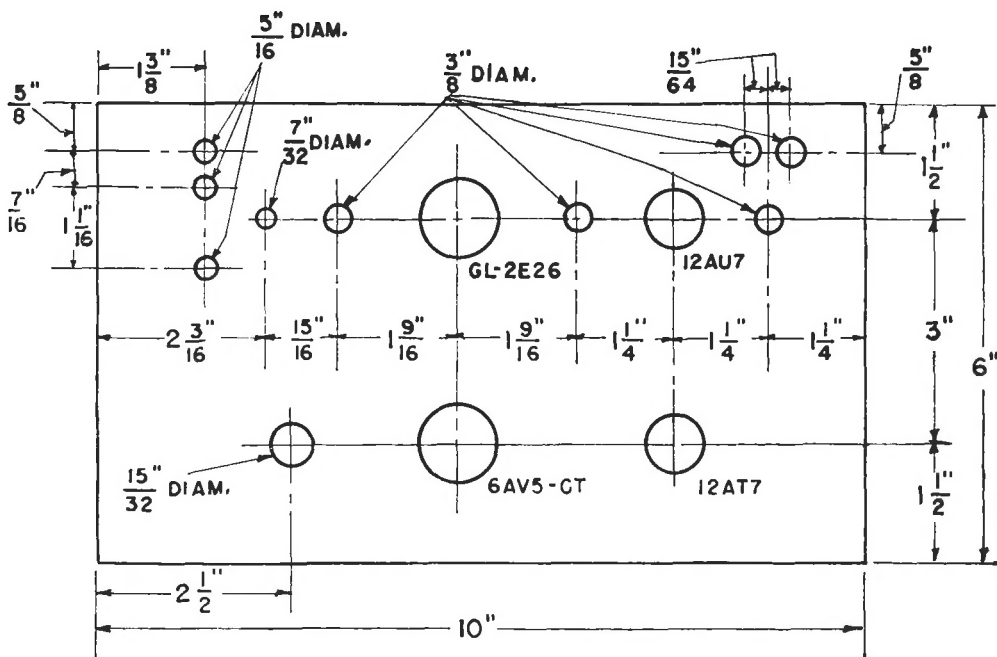 5/16" DIAM.
1 3/8"
3/8" DIAM.
15/64"
5/8"
5/8"
7/32" DIAM.
1 1/2"
7/16"
1 1/16"
GL-2E26
12AU7
2 3/16"
15/16"
1 9/16"
1 9/16"
1 1/4"
1 1/4"
1 1/4"
3"
6"
15/32" DIAM.
6AV5-GT
12AT7
1 1/2"
2 1/2"
10"